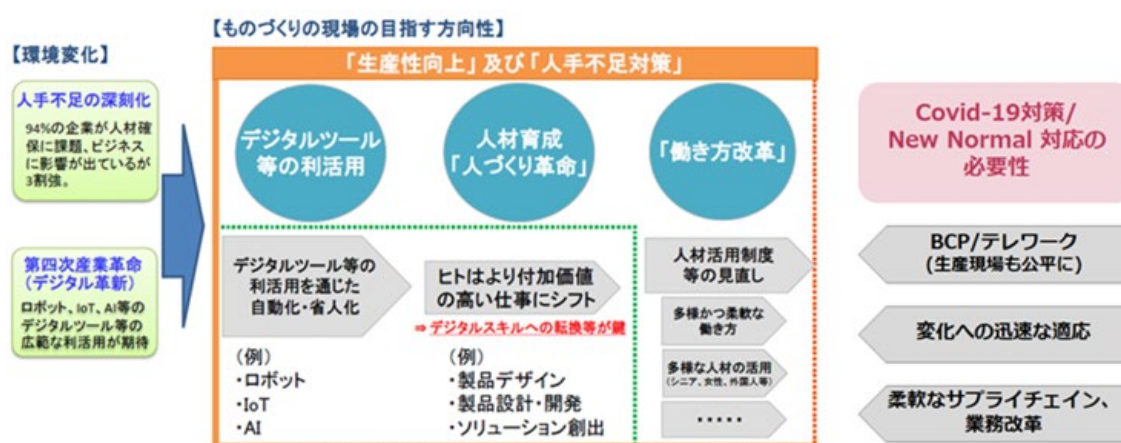 【ものづくりの現場の目指す方向性】
【環境変化】
人手不足の深刻化
94%の企業が人材確
保に課題、ビジネス
に影響が出ているが
3割強。
第四次産業革命
(デジタル革新)
ロボット、IoT、AI等の
デジタルツール等の
広範な利活用が期待
「生産性向上」及び「人手不足対策」
デジタルツール
等の利活用
デジタルツール等の
利活用を通じた
自動化・省人化
(例)
・ロボット
・IoT
・AI
人材育成
「人づくり革命」
ヒトはより付加価値
の高い仕事にシフト
⇒デジタルスキルへの転換等が鍵
(例)
・製品デザイン
・製品設計・開発
・ソリューション創出
「働き方改革」
人材活用制度
等の見直し
多様かつ柔軟な
働き方
多様な人材の活用
(シニア、女性、外国人等)
・・・・・
Covid-19対策/
New Normal 対応の
必要性
BCP/テレワーク
(生産現場も公平に)
変化への迅速な適応
柔軟なサプライチェイン、
業務改革